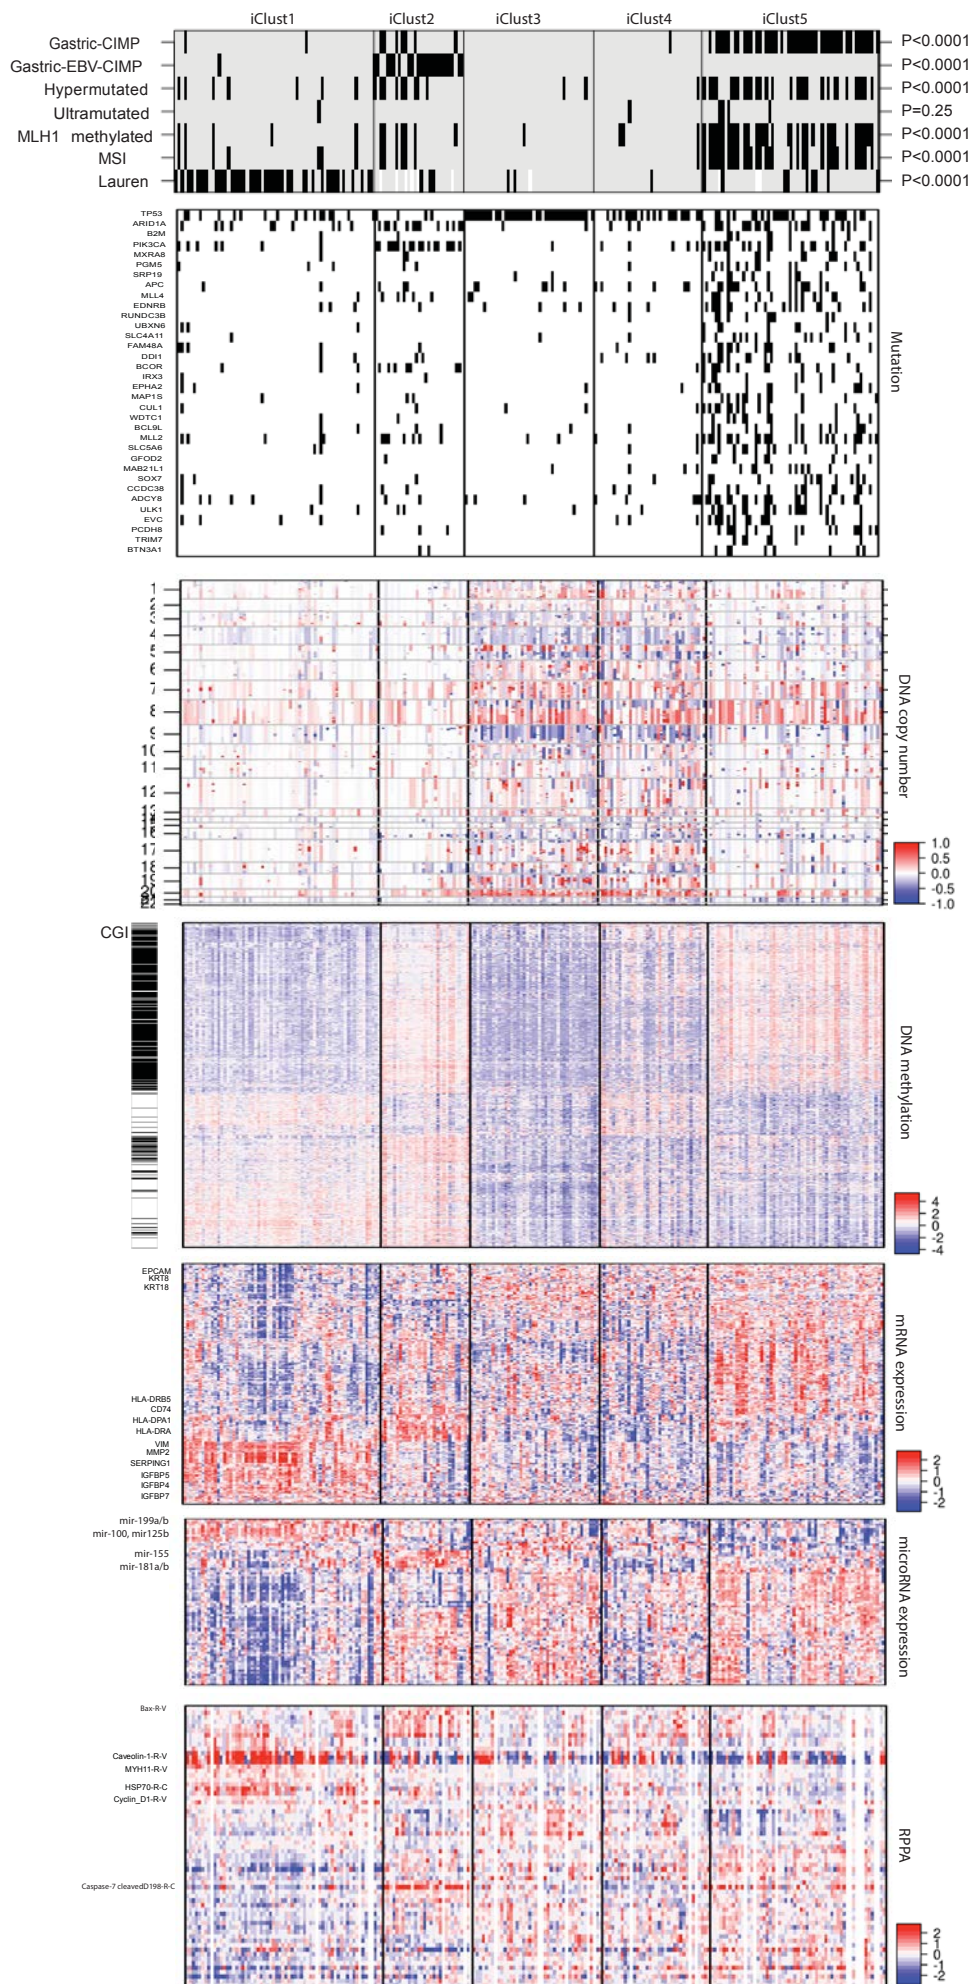 iClust1 iClust2 iClust3 iClust4 iClust5
Gastric-CIMP P<0.0001
Gastric-EBV-CIMP P<0.0001
Hypermutated P<0.0001
Ultramutated P=0.25
MLH1 methylated P<0.0001
MSI P<0.0001
Lauren P<0.0001
TP53
ARID1A
B2M
PIK3CA
MXRA8
PGM5
SRP19
APC
MLL4
EDNRB
RUNDC3B
UBXN6
SLC4A11
FAM48A
DDI1
BCOR
IRX3
EPHA2
MAP1S
CUL1
WDTC1
BCL9L
MLL2
SLC5A6
GFOD2
MAB21L1
SOX7
CCDC38
ADCY8
ULK1
EVC
PCDH8
TRIM7
BTN3A1
Mutation
1
4
5
6
7
8
9
10
11
12
17
18
19
DNA copy number
1.0
0.5
0.0
-0.5
-1.0
CGI
DNA methylation
4
2
0
-2
-4
EPCAM
KRT8
KRT18
HLA-DRB5
CD74
HLA-DPA1
HLA-DRA
VIM
MMP2
SERPING1
IGFBP5
IGFBP4
IGFBP7
mRNA expression
2
1
0
-1
-2
mir-199a/b
mir-100, mir125b
mir-155
mir-181a/b
microRNA expression
Bax-R-V
Caveolin-1-R-V
MYH11-R-V
HSP70-R-C
Cyclin_D1-R-V
Caspase-7 cleavedD198-R-C
RPPA
2
1
0
-1
-2